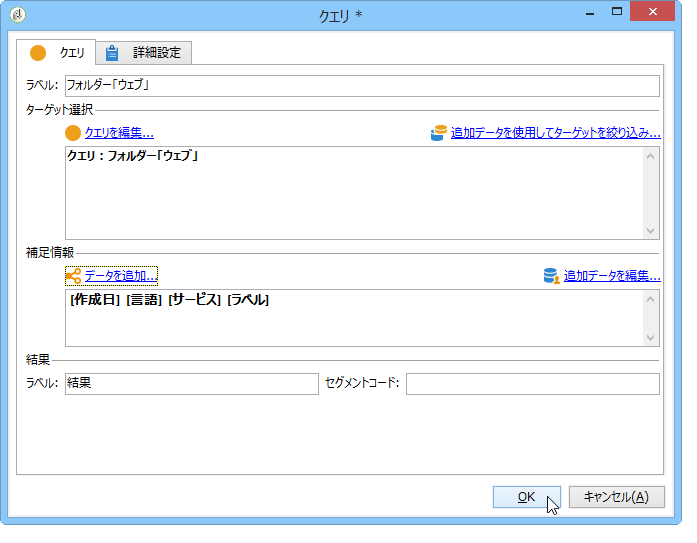 クエリ *
クエリ 詳細設定
ラベル: フォルダー「ウェブ」
ターゲット選択
クエリを編集... 追加データを使用してターゲットを絞り込み...
クエリ：フォルダー「ウェブ」
補足情報
データを追加... 追加データを編集...
[作成日] [言語] [サービス] [ラベル]
結果
ラベル: 結果 セグメントコード:
OK キャンセル(A)